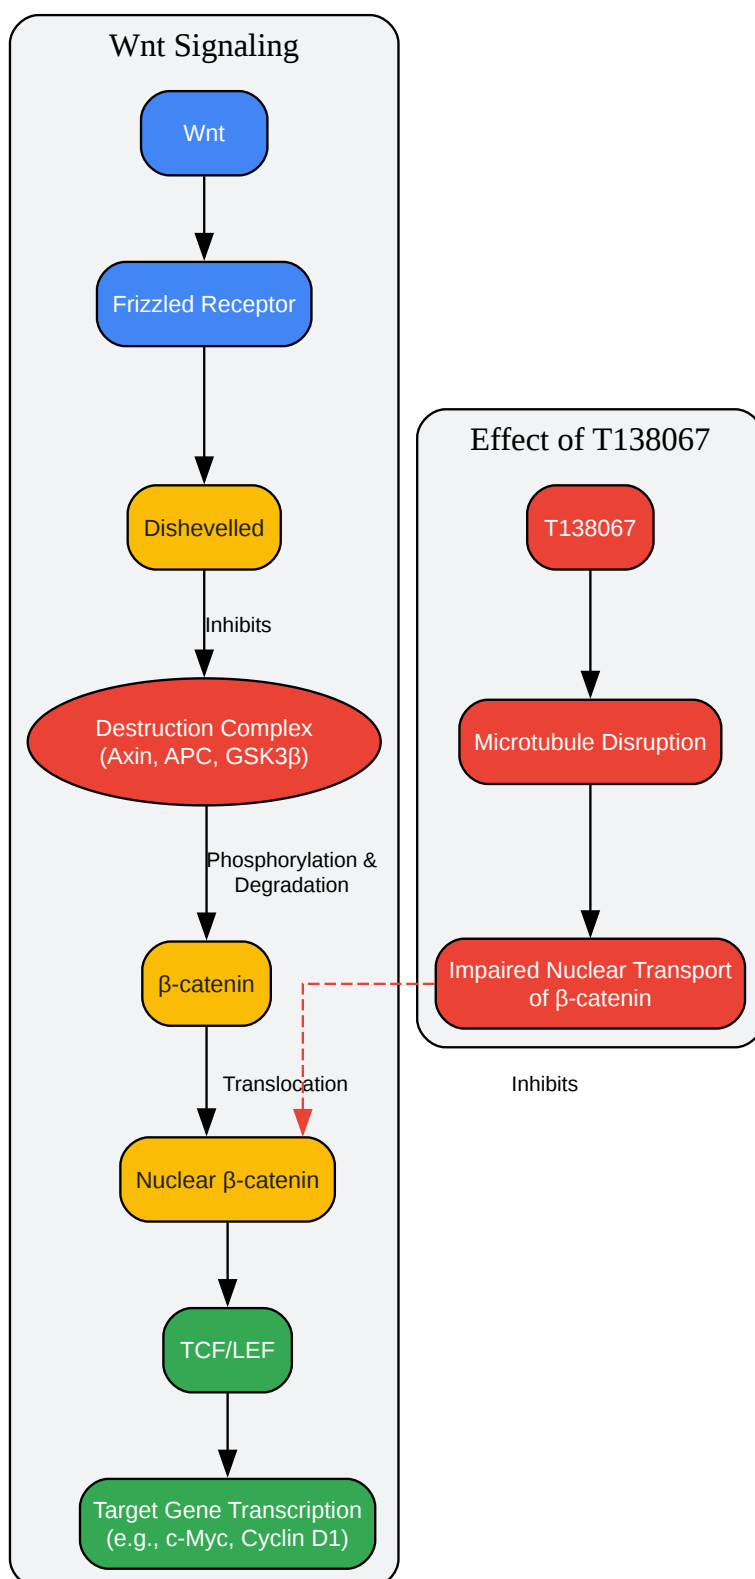 Wnt Signaling
Wnt
Frizzled Receptor
Dishevelled
Inhibits
Destruction Complex
(Axin, APC, GSK3β)
Phosphorylation &
Degradation
β-catenin
Translocation
Nuclear β-catenin
TCF/LEF
Target Gene Transcription
(e.g., c-Myc, Cyclin D1)
Effect of T138067
T138067
Microtubule Disruption
Impaired Nuclear Transport
of β-catenin
Inhibits